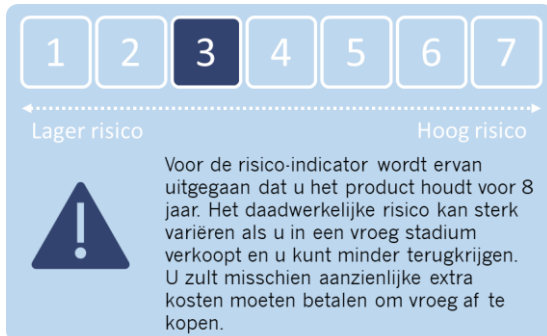 1 2 3 4 5 6 7
Lager risico Hoog risico
Voor de risico-indicator wordt ervan
uitgegaan dat u het product houdt voor 8
jaar. Het daadwerkelijke risico kan sterk
variëren als u in een vroeg stadium
verkoopt en u kunt minder terugkrijgen.
U zult misschien aanzienlijke extra
kosten moeten betalen om vroeg af te
kopen.